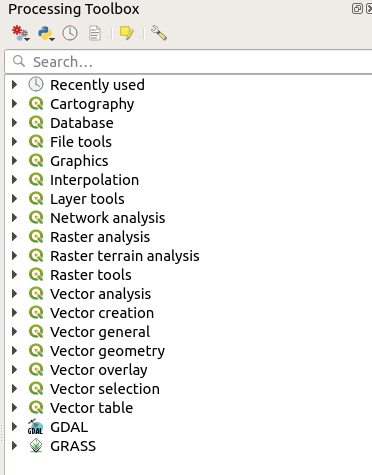 Processing Toolbox
Search...
Recently used
Cartography
Database
File tools
Graphics
Interpolation
Layer tools
Network analysis
Raster analysis
Raster terrain analysis
Raster tools
Vector analysis
Vector creation
Vector general
Vector geometry
Vector overlay
Vector selection
Vector table
GDAL
GRASS